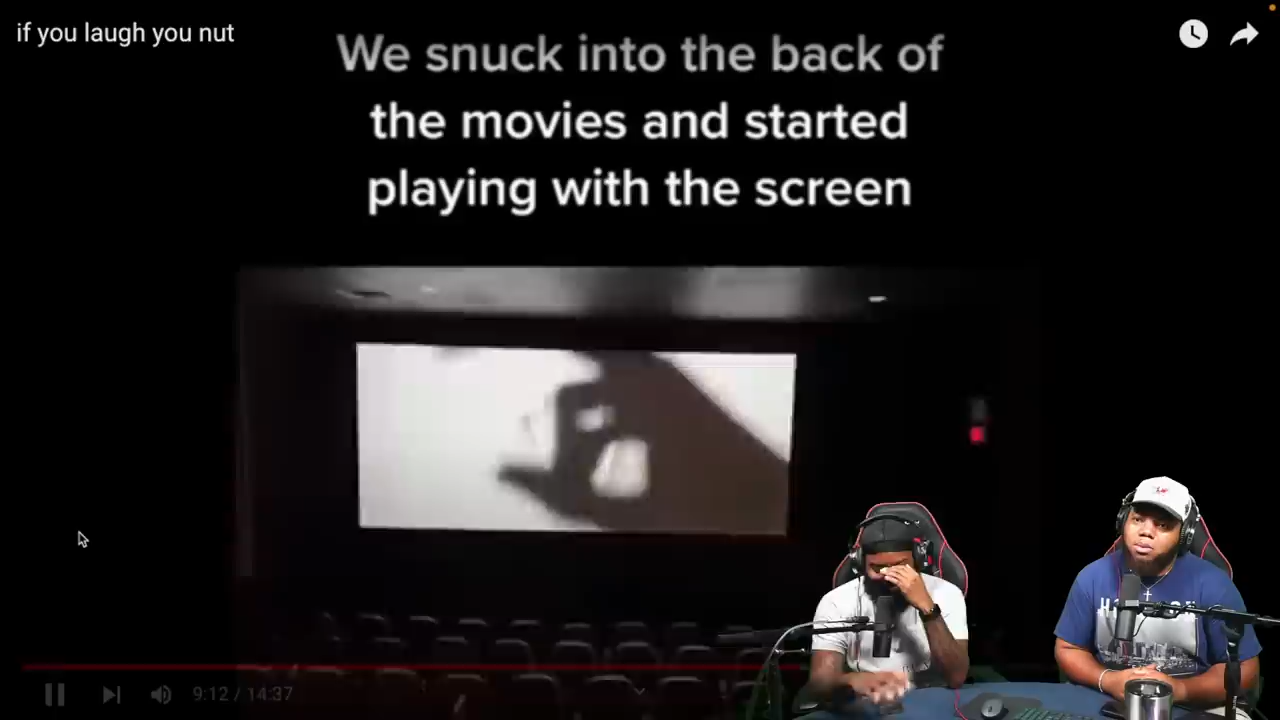 if you laugh you nut
We snuck into the back of
the movies and started
playing with the screen
9:12 / 14:37